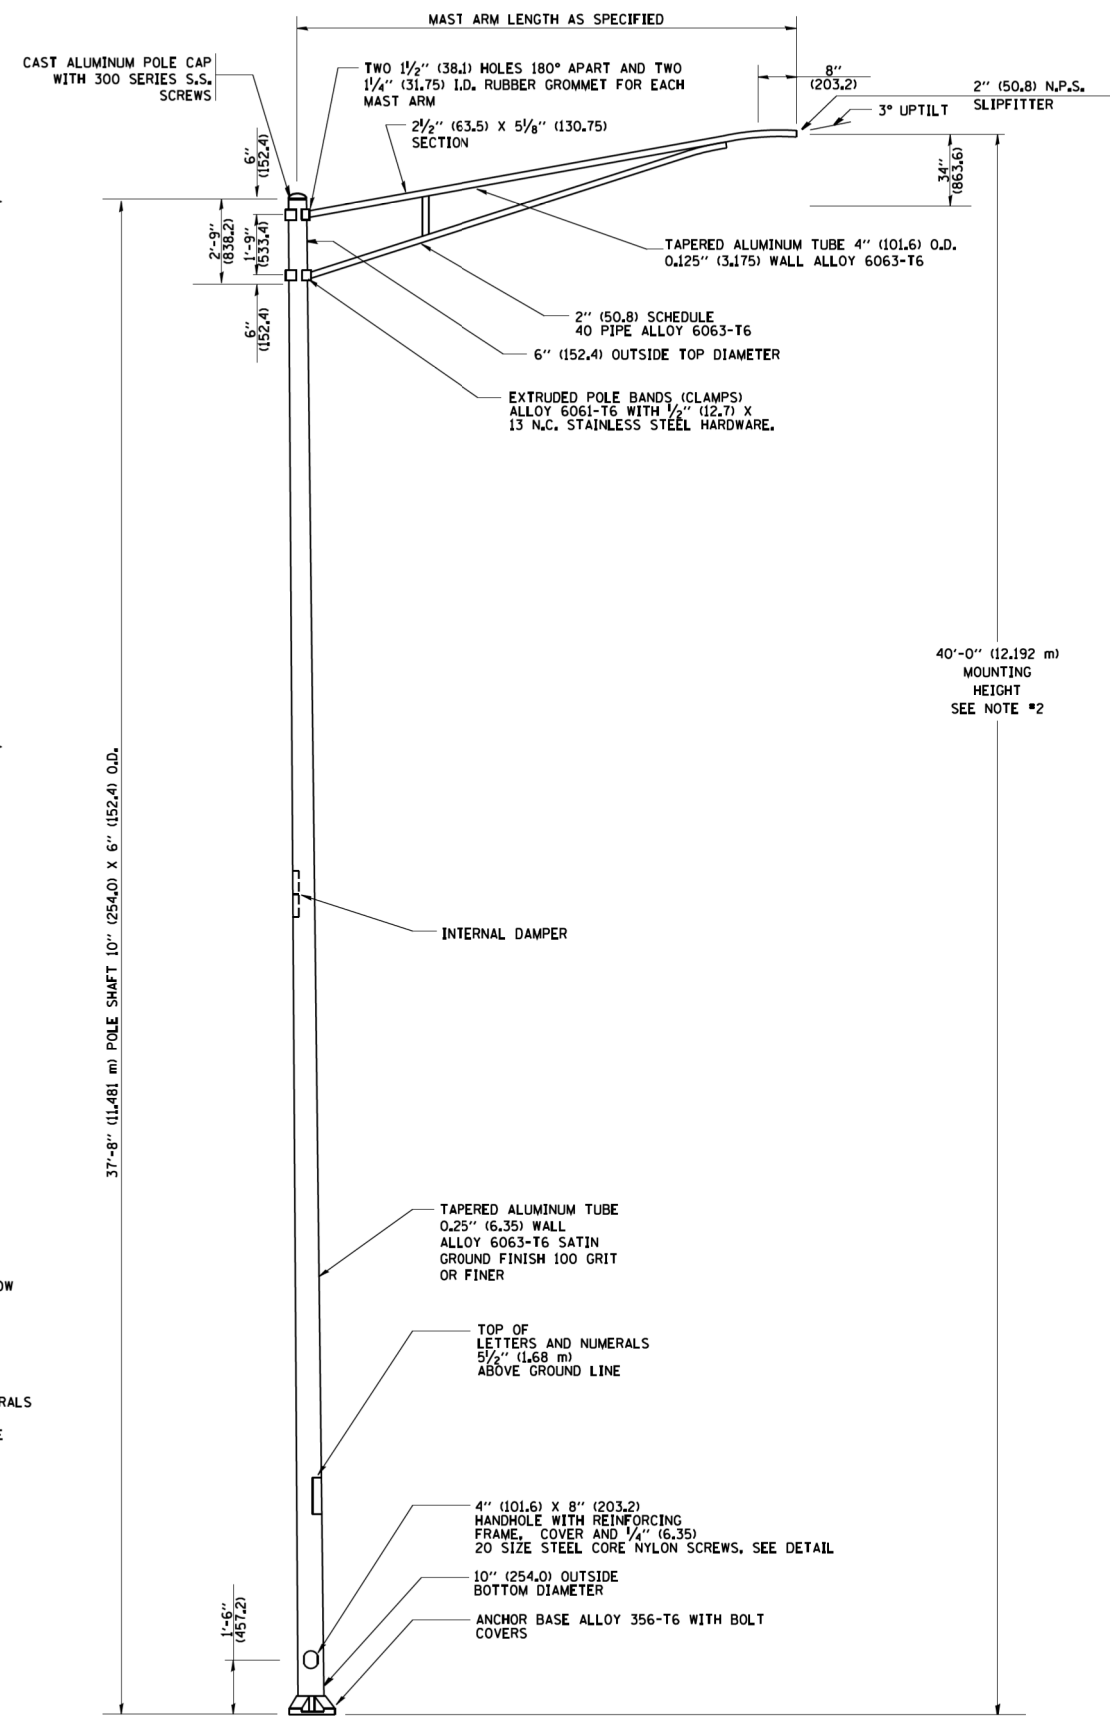 MAST ARM LENGTH AS SPECIFIED
CAST ALUMINUM POLE CAP
WITH 300 SERIES S.S.
SCREWS
TWO 1½" (38.1) HOLES 180° APART AND TWO
1¼" (31.75) I.D. RUBBER GROMMET FOR EACH
MAST ARM
8"
(203.2)
2" (50.8) N.P.S.
SLIPFITTER
3° UPTILT
2½" (63.5) X 5⅛" (130.75)
SECTION
6"
(152.4)
34"
(863.6)
2'-9"
(838.2)
1'-9"
(533.4)
TAPERED ALUMINUM TUBE 4" (101.6) O.D.
0.125" (3.175) WALL ALLOY 6063-T6
6"
(152.4)
2" (50.8) SCHEDULE
40 PIPE ALLOY 6063-T6
6" (152.4) OUTSIDE TOP DIAMETER
EXTRUDED POLE BANDS (CLAMPS)
ALLOY 6061-T6 WITH ½" (12.7) X
13 N.C. STAINLESS STEEL HARDWARE.
40'-0" (12.192 m)
MOUNTING
HEIGHT
SEE NOTE #2
37'-8" (11.481 m) POLE SHAFT 10" (254.0) X 6" (152.4) O.D.
INTERNAL DAMPER
TAPERED ALUMINUM TUBE
0.25" (6.35) WALL
ALLOY 6063-T6 SATIN
GROUND FINISH 100 GRIT
OR FINER
OW
TOP OF
LETTERS AND NUMERALS
5½" (1.68 m)
ABOVE GROUND LINE
RALS
E
4" (101.6) X 8" (203.2)
HANDHOLE WITH REINFORCING
FRAME, COVER AND ¼" (6.35)
20 SIZE STEEL CORE NYLON SCREWS, SEE DETAIL
10" (254.0) OUTSIDE
BOTTOM DIAMETER
1'-6"
(457.2)
ANCHOR BASE ALLOY 356-T6 WITH BOLT
COVERS